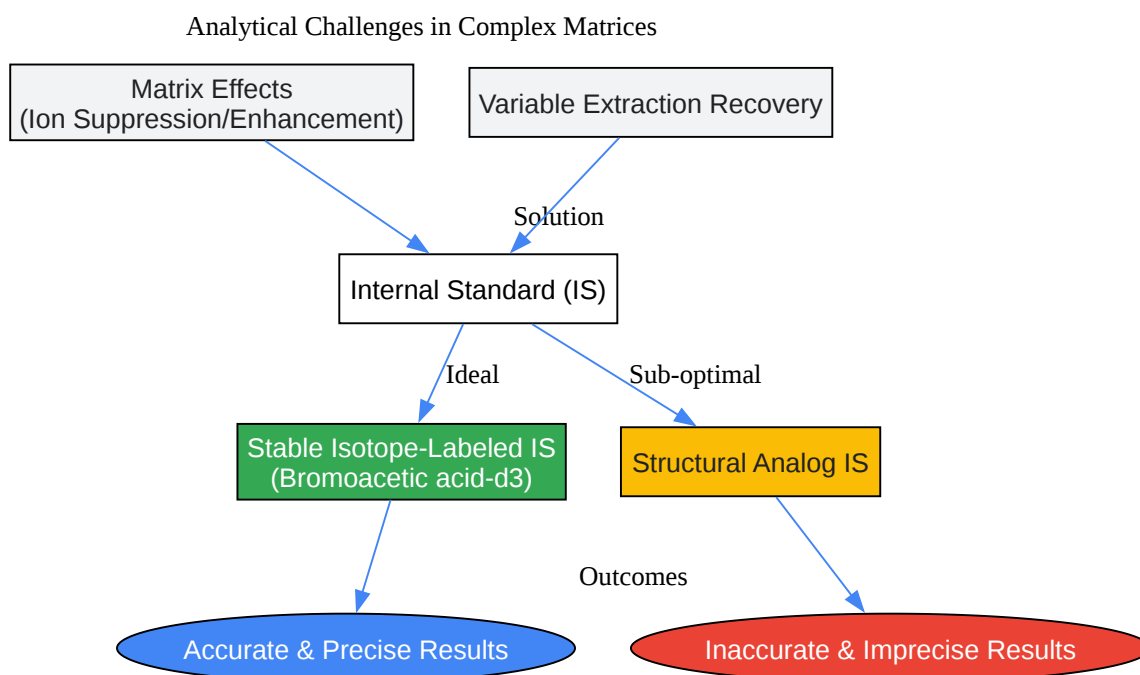 Analytical Challenges in Complex Matrices
Matrix Effects
(Ion Suppression/Enhancement)
Variable Extraction Recovery
Solution
Internal Standard (IS)
Ideal
Sub-optimal
Stable Isotope-Labeled IS
(Bromoacetic acid-d3)
Structural Analog IS
Outcomes
Accurate & Precise Results
Inaccurate & Imprecise Results